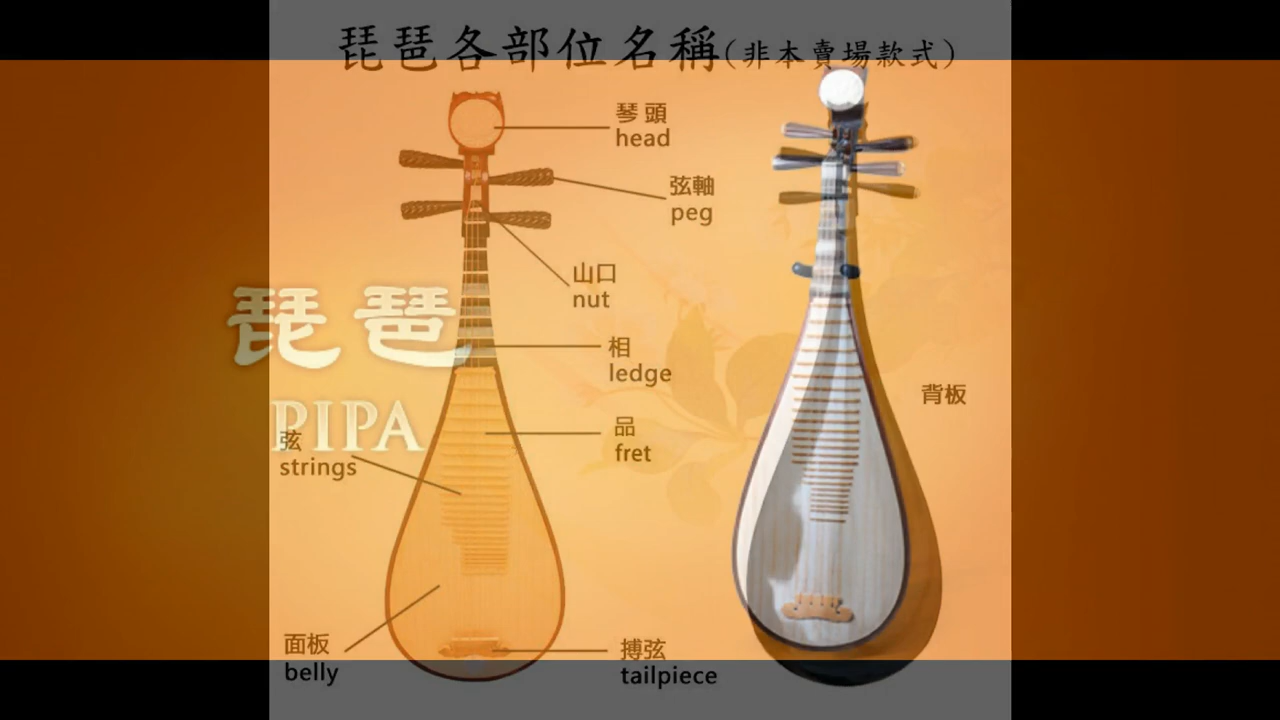 琵琶各部位名稱(非本賣場款式)
琴頭
head
弦軸
peg
山口
nut
琵琶
PIPA
相
ledge
背板
品
fret
弦
strings
面板
belly
搏弦
tailpiece